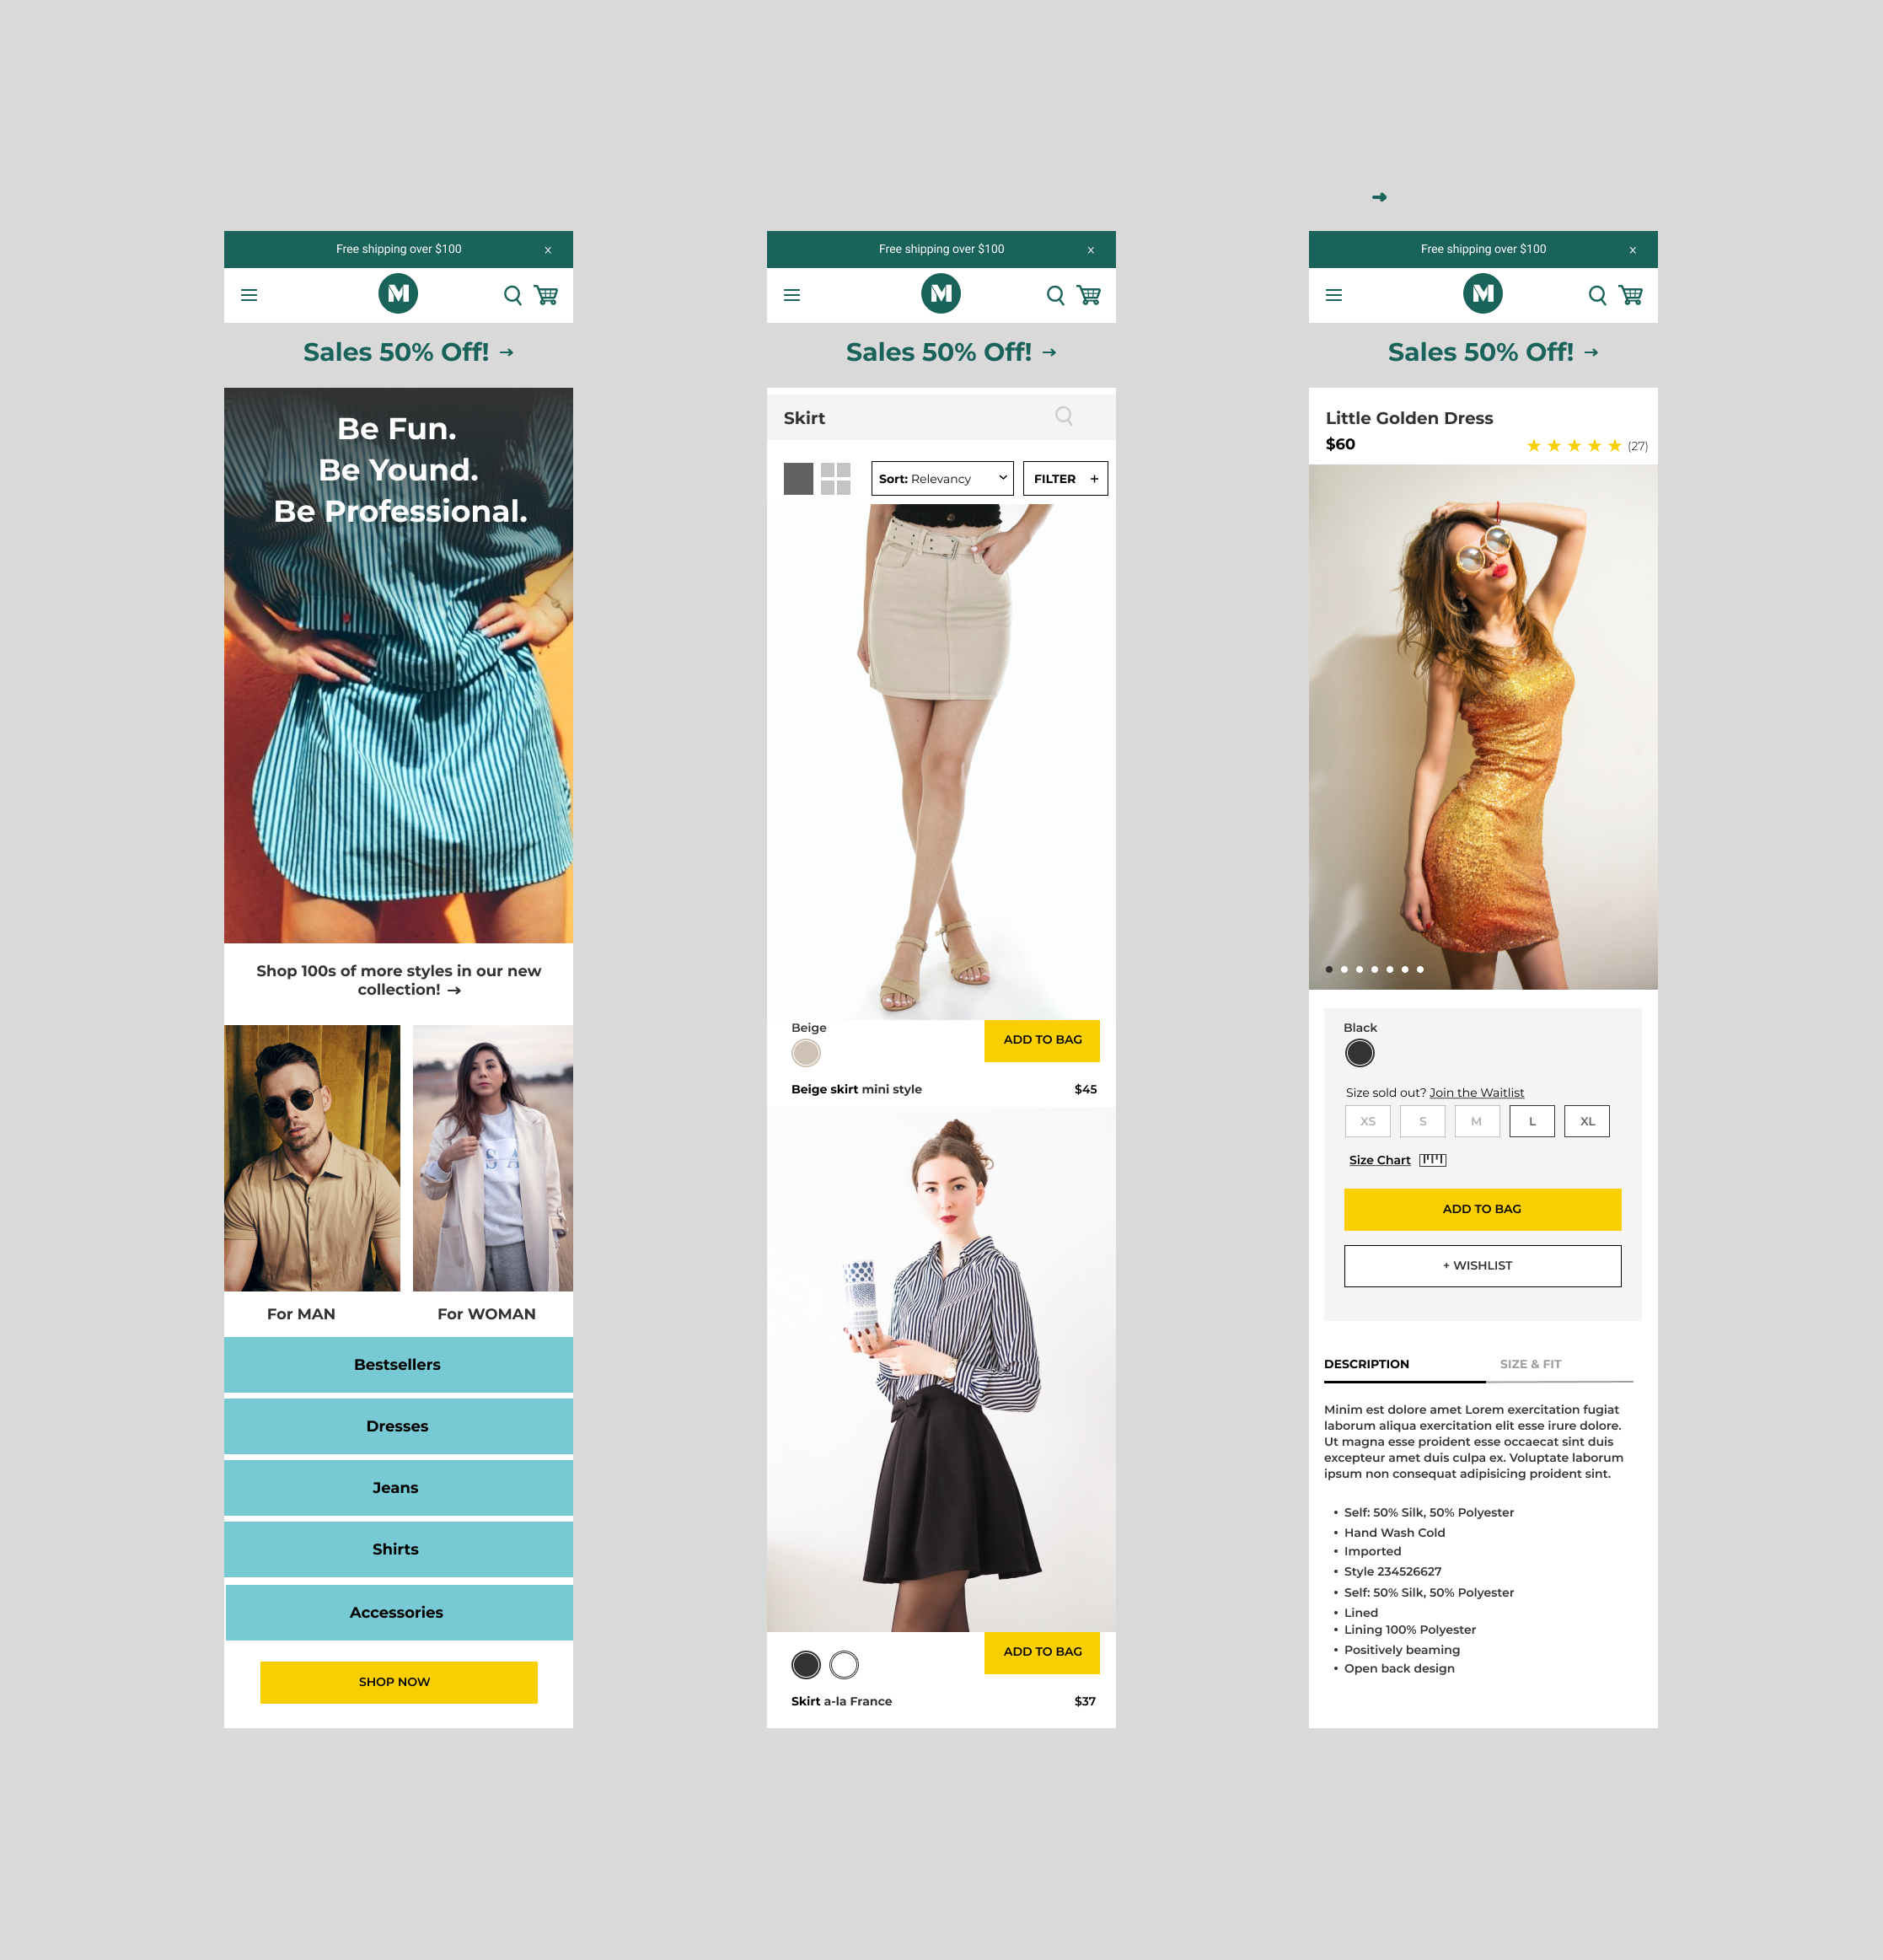 Free shipping over $100 x
M
Sales 50% Off! →
Be Fun.
Be Yound.
Be Professional.
Shop 100s of more styles in our new
collection! →
For MAN
For WOMAN
Bestsellers
Dresses
Jeans
Shirts
Accessories
SHOP NOW
Free shipping over $100 x
M
Sales 50% Off! →
Skirt
Sort: Relevancy
FILTER +
Beige
ADD TO BAG
Beige skirt mini style $45
ADD TO BAG
Skirt a-la France $37
Free shipping over $100 x
M
Sales 50% Off! →
Little Golden Dress
$60
(27)
Black
Size sold out? Join the Waitlist
XS S M L XL
Size Chart
ADD TO BAG
+ WISHLIST
DESCRIPTION SIZE & FIT
Minim est dolore amet Lorem exercitation fugiat
laborum aliqua exercitation elit esse irure dolore.
Ut magna esse proident esse occaecat sint duis
excepteur amet duis culpa ex. Voluptate laborum
ipsum non consequat adipisicing proident sint.
• Self: 50% Silk, 50% Polyester
• Hand Wash Cold
• Imported
• Style 234526627
• Self: 50% Silk, 50% Polyester
• Lined
• Lining 100% Polyester
• Positively beaming
• Open back design